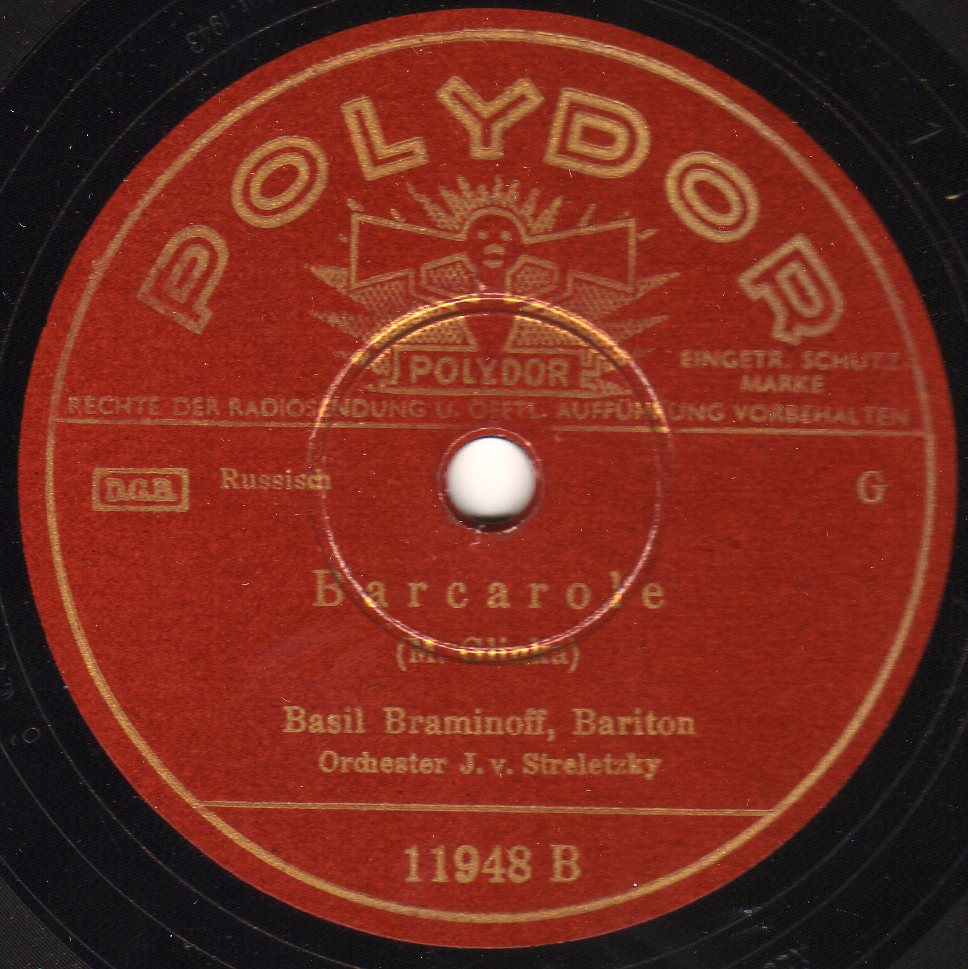 POLYDOR
POLYDOR
EINGETR. SCHUTZ-
MARKE
RECHTE DER RADIOSENDUNG U. OEFTL. AUFFÜHRUNG VORBEHALTEN
D.G.R.
Russisch
G
Barcarole
(M. Glinka)
Basil Braminoff, Bariton
Orchester J. v. Streletzky
11948 B